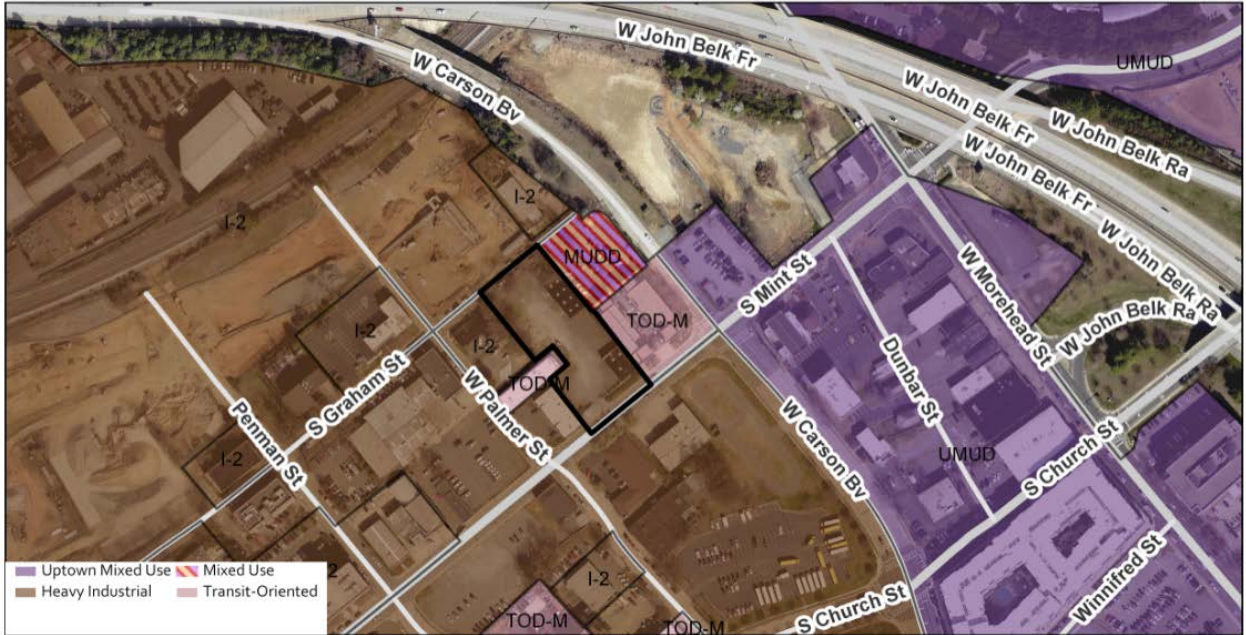 W John Belk Fr
UMUD
W Carson Bv
W John Belk Fr
W John Belk Ra
W John Belk Fr
I-2
I-2
W John Belk Fr
W John Belk Ra
MUDD
S Mint St
W Morehead St
W John Belk Ra
TOD-M
I-2
I-2
Dunbar St
TOD-M
S Graham St
W Palmer St
Penman St
W Carson Bv
UMUD
S Church St
I-2
Winnifred St
I-2
2
S Church St
TOD-M
TOD-M
Uptown Mixed Use
Mixed Use
Heavy Industrial
Transit-Oriented